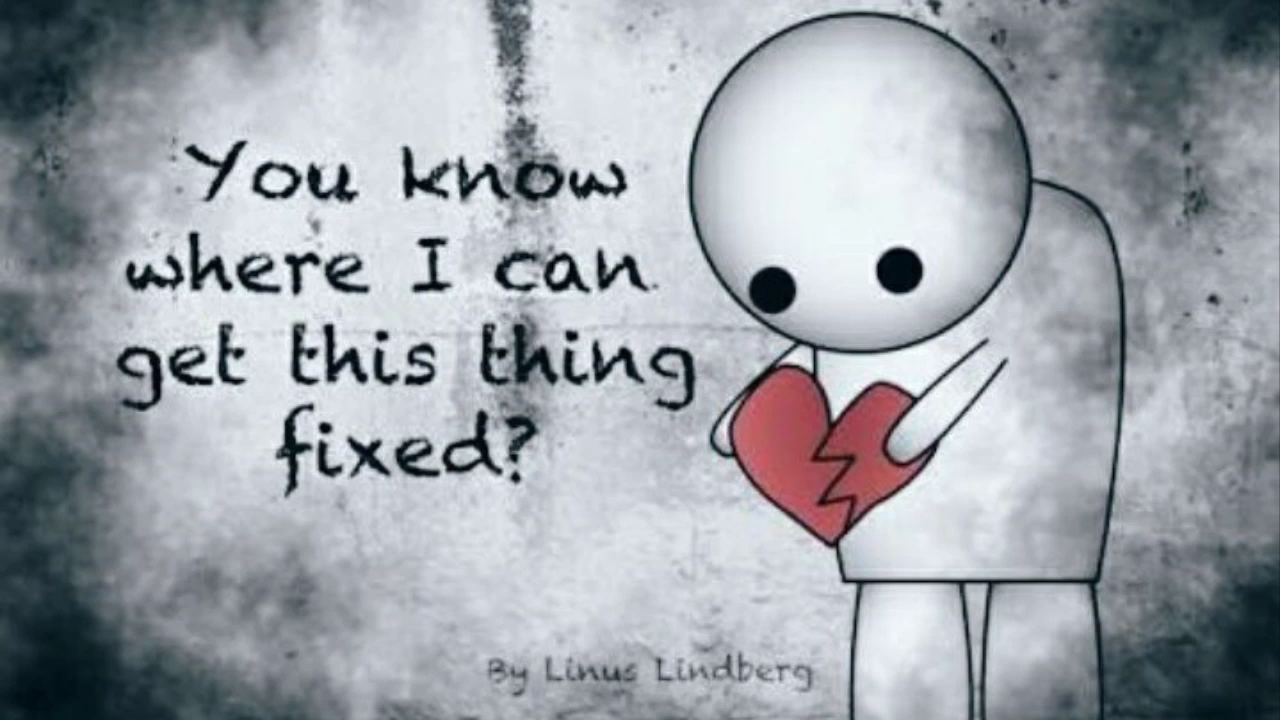 You know
where I can
get this thing
fixed?
By Linus Lindberg